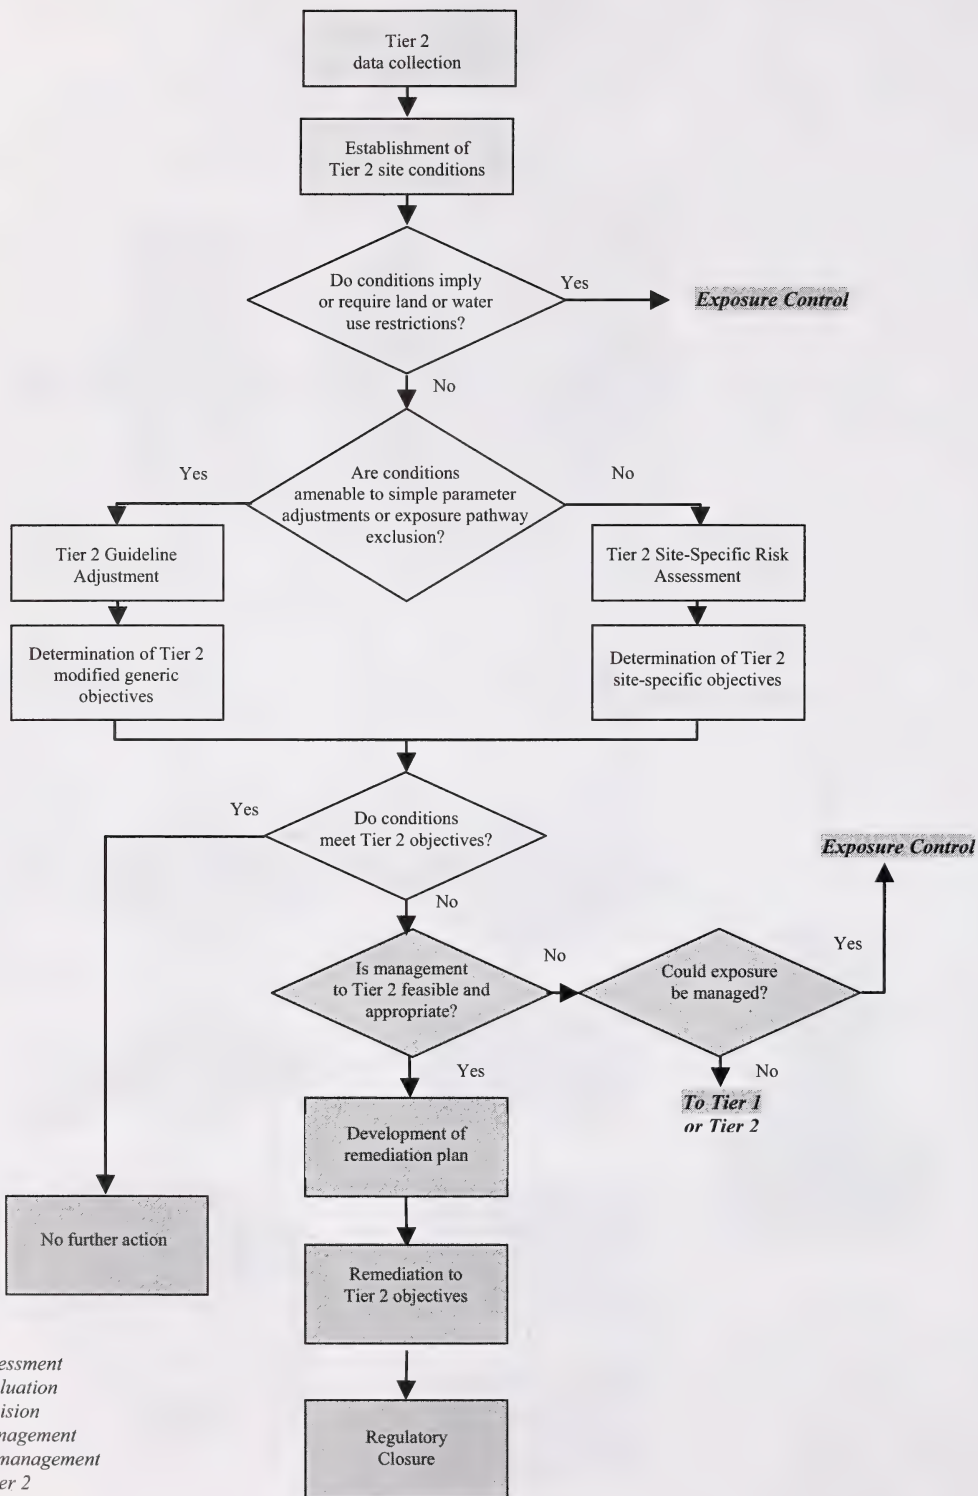 Tier 2
data collection
Establishment of
Tier 2 site conditions
Do conditions imply
or require land or water
use restrictions?
Yes
Exposure Control
No
Are conditions
amenable to simple parameter
adjustments or exposure pathway
exclusion?
Yes
No
Tier 2 Guideline
Adjustment
Tier 2 Site-Specific Risk
Assessment
Determination of Tier 2
modified generic
objectives
Determination of Tier 2
site-specific objectives
Do conditions
meet Tier 2 objectives?
Yes
No
Exposure Control
Is management
to Tier 2 feasible and
appropriate?
No
Could exposure
be managed?
Yes
No
To Tier 1
or Tier 2
Yes
Development of
remediation plan
No further action
Remediation to
Tier 2 objectives
Regulatory
Closure
management